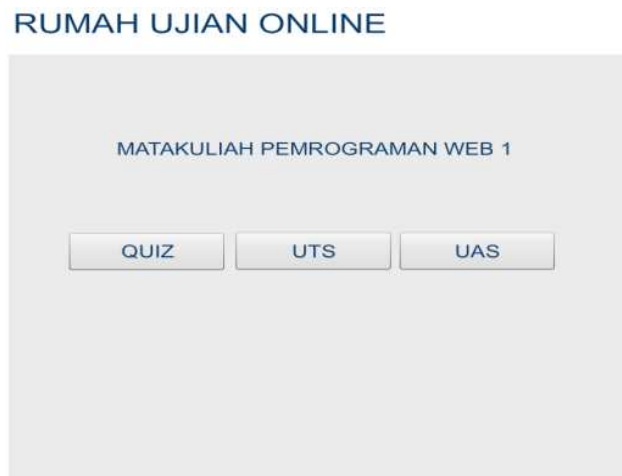 RUMAH UJIAN ONLINE
MATAKULIAH PEMROGRAMAN WEB 1
QUIZ UTS UAS